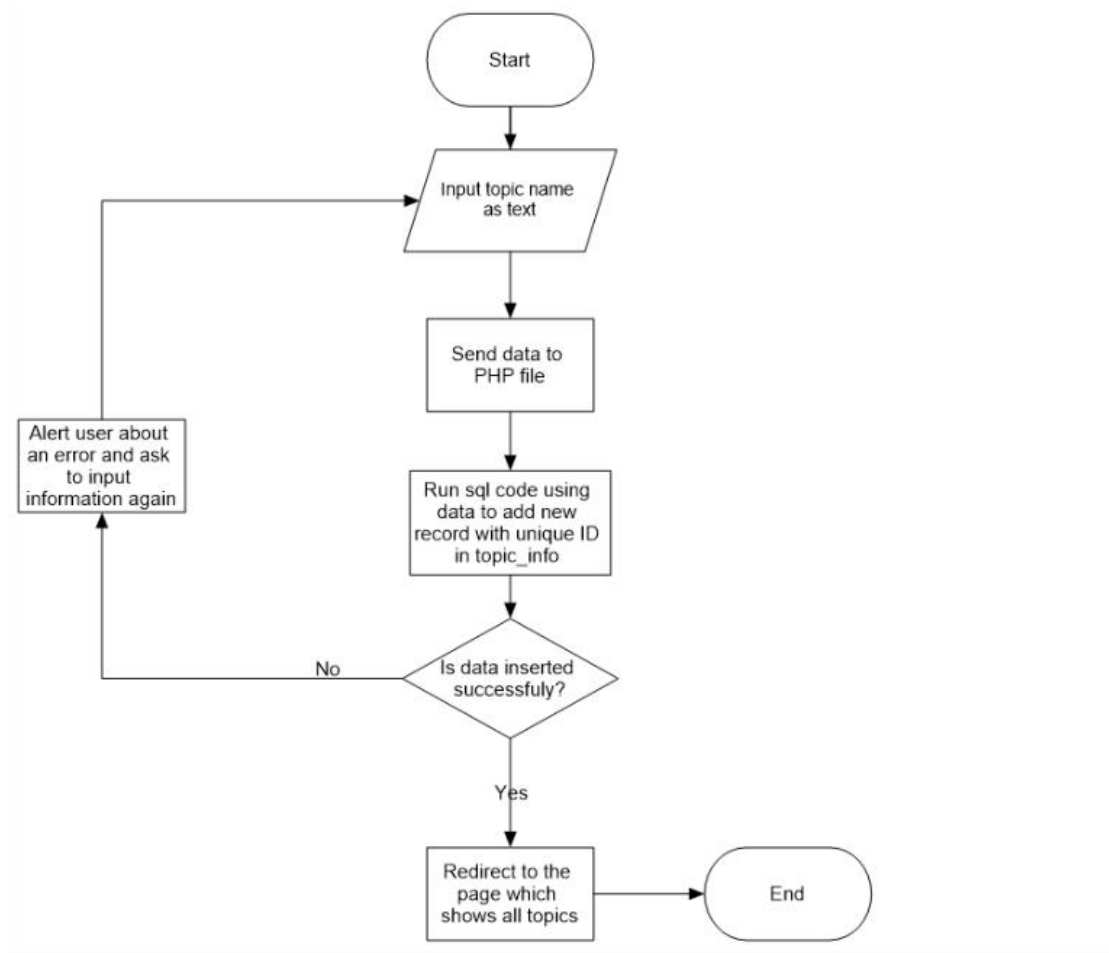 Start
Input topic name
as text
Send data to
PHP file
Alert user about
an error and ask
to input
information again
Run sql code using
data to add new
record with unique ID
in topic_info
No
Is data inserted
successfuly?
Yes
Redirect to the
page which
shows all topics
End